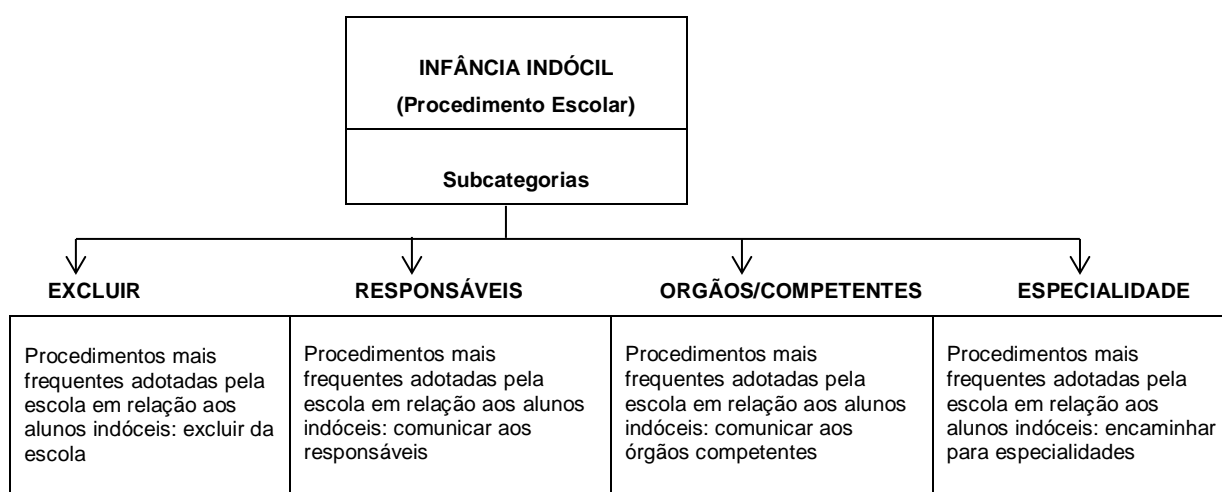 INFÂNCIA INDÓCIL
(Procedimento Escolar)
Subcategorias
EXCLUIR
RESPONSÁVEIS
ORGÃOS/COMPETENTES
ESPECIALIDADE
Procedimentos mais
frequentes adotadas pela
escola em relação aos
alunos indóceis: excluir da
escola
Procedimentos mais
frequentes adotadas pela
escola em relação aos alunos
indóceis: comunicar aos
responsáveis
Procedimentos mais
frequentes adotadas pela
escola em relação aos alunos
indóceis: comunicar aos
órgãos competentes
Procedimentos mais
frequentes adotadas pela
escola em relação aos
alunos indóceis: encaminhar
para especialidades